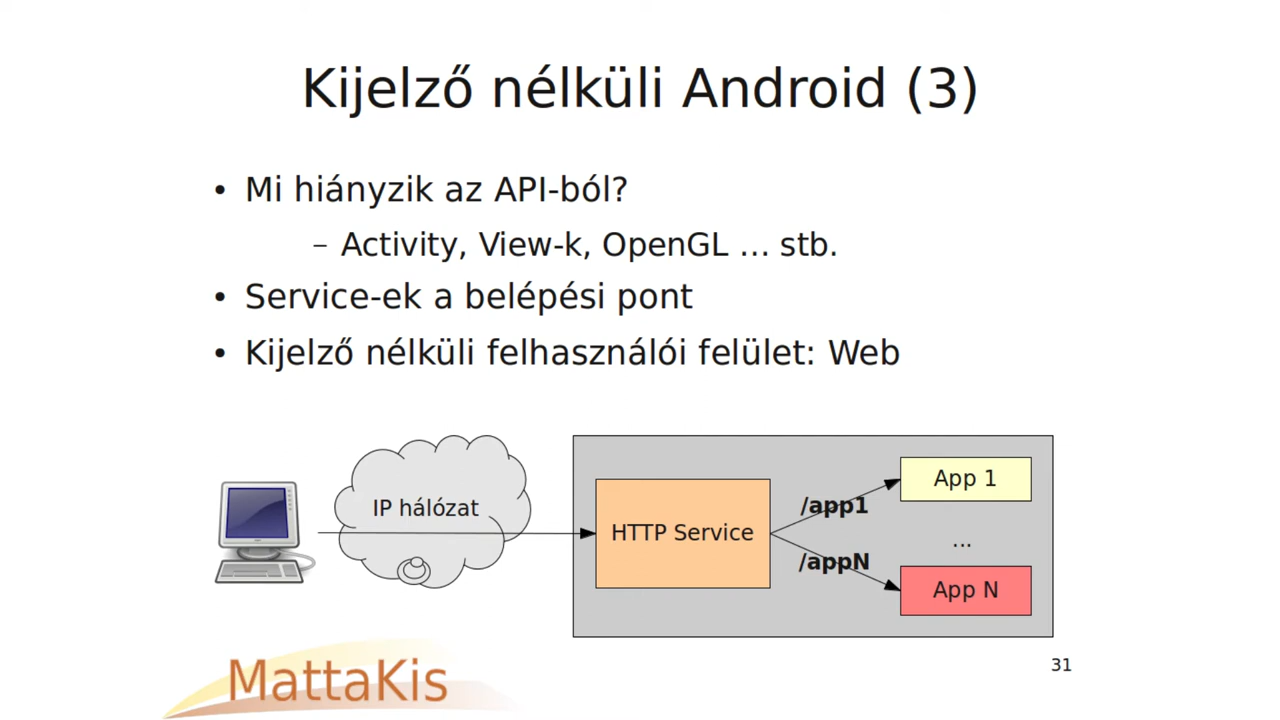 Kijelző nélküli Android (3)
• Mi hiányzik az API-ból?
– Activity, View-k, OpenGL ... stb.
• Service-ek a belépési pont
• Kijelző nélküli felhasználói felület: Web
IP hálózat
HTTP Service
/app1
/appN
App 1
...
App N
MattaKis
31